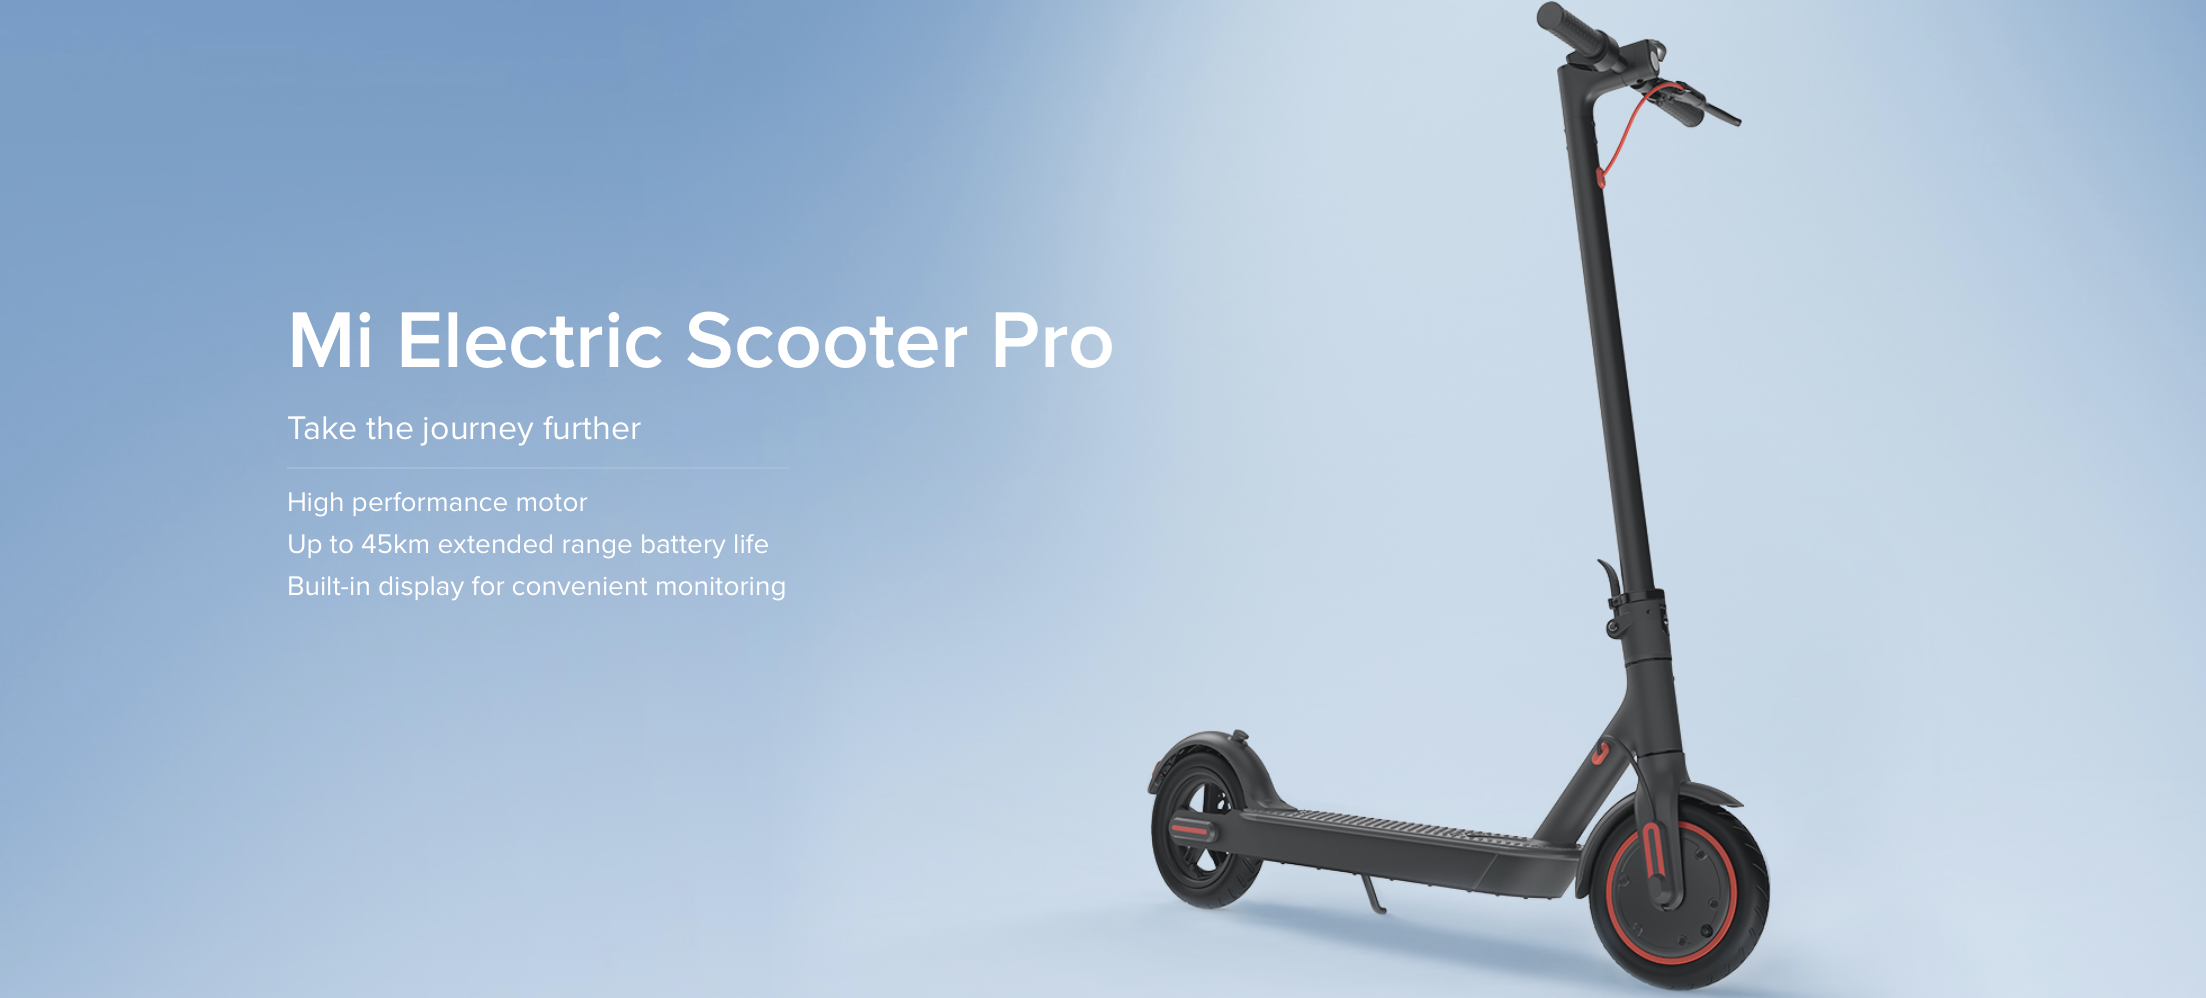 Mi Electric Scooter Pro
Take the journey further
High performance motor
Up to 45km extended range battery life
Built-in display for convenient monitoring